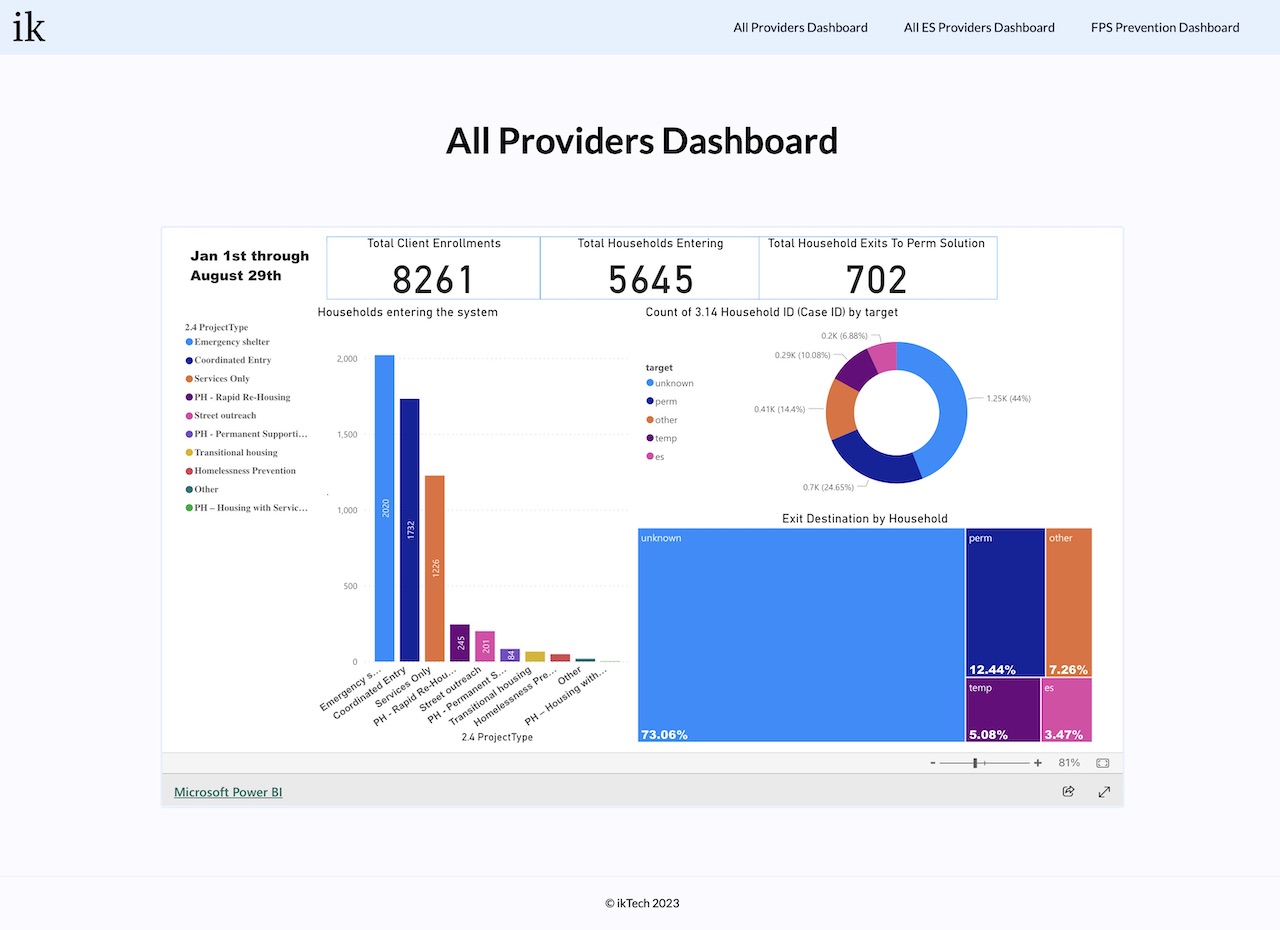 ik
All Providers Dashboard
All ES Providers Dashboard
FPS Prevention Dashboard
All Providers Dashboard
Jan 1st through
August 29th
Total Client Enrollments
8261
Total Households Entering
5645
Total Household Exits To Perm Solution
702
Households entering the system
2.4 ProjectType
Emergency shelter
Coordinated Entry
Services Only
PH - Rapid Re-Housing
Street outreach
PH - Permanent Supporti...
Transitional housing
Homelessness Prevention
Other
PH – Housing with Servic...
2,000
1,500
1,000
500
0
2020
1732
1226
245
201
84
Emergency s...
Coordinated Entry
Services Only
PH - Rapid Re-Hou...
Street outreach
PH - Permanent S...
Transitional housing
Homelessness Pre...
Other
PH – Housing with...
2.4 ProjectType
Count of 3.14 Household ID (Case ID) by target
target
unknown
perm
other
temp
es
0.2K (6.88%)
0.29K (10.08%)
0.41K (14.4%)
0.7K (24.65%)
1.25K (44%)
Exit Destination by Household
unknown
73.06%
perm
12.44%
other
7.26%
temp
5.08%
es
3.47%
- + 81%
Microsoft Power BI
© ikTech 2023